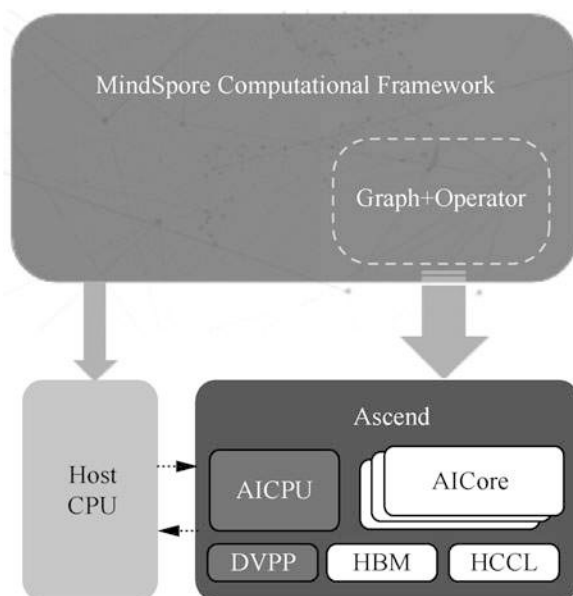 MindSpore Computational Framework
Graph+Operator
Host
CPU
Ascend
AICPU
AICore
DVPP
HBM
HCCL